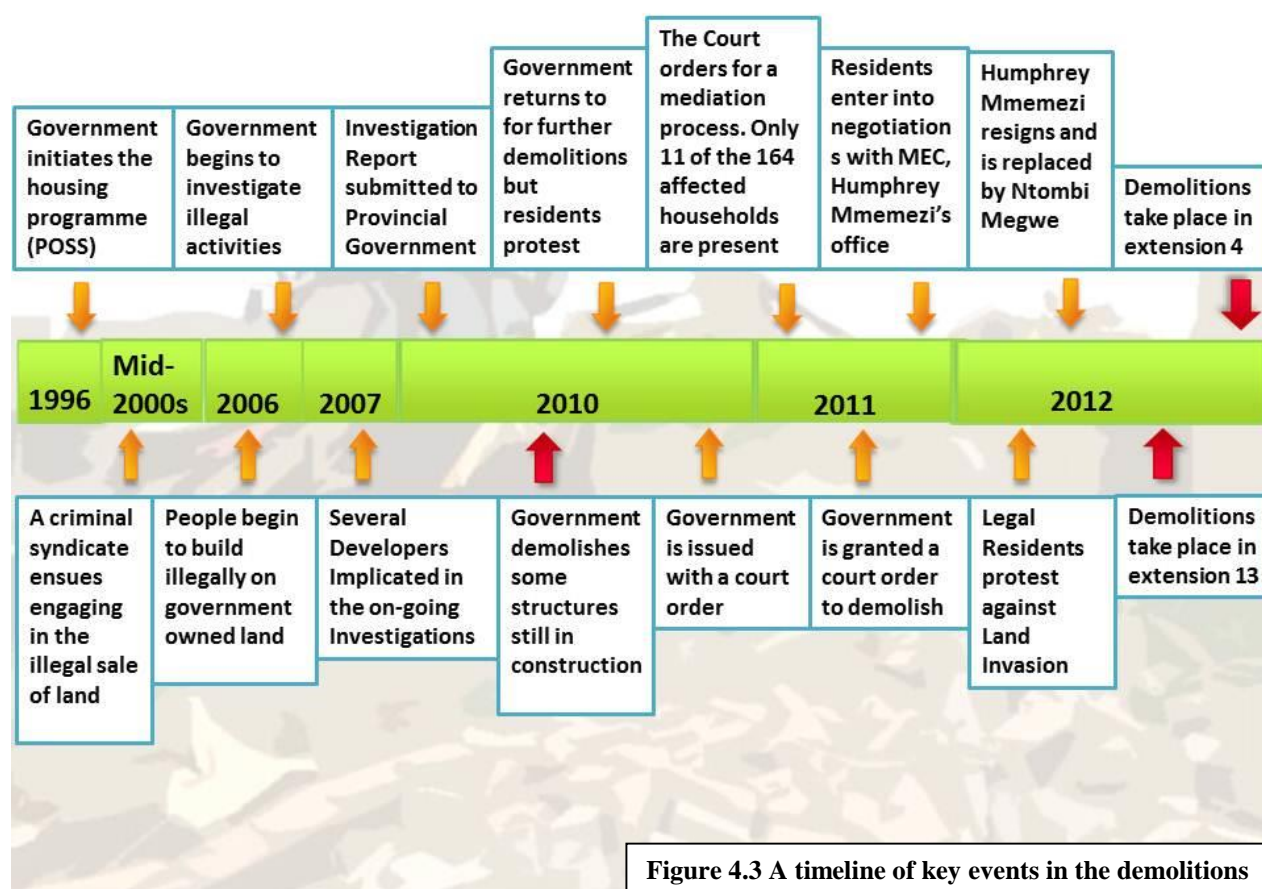 Government
initiates the
housing
programme
(POSS)
Government
begins to
investigate
illegal
activities
Investigation
Report
submitted to
Provincial
Government
Government
returns to
for further
demolitions
but
residents
protest
The Court
orders for a
mediation
process. Only
11 of the 164
affected
households
are present
Residents
enter into
negotiation
s with MEC,
Humphrey
Mmemezi’s
office
Humphrey
Mmemezi
resigns and
is replaced
by Ntombi
Megwe
Demolitions
take place in
extension 4
1996
Mid-
2000s
2006
2007
2010
2011
2012
A criminal
syndicate
ensues
engaging
in the
illegal sale
of land
People begin
to build
illegally on
government
owned land
Several
Developers
Implicated in
the on-going
Investigations
Government
demolishes
some
structures
still in
construction
Government
is issued
with a court
order
Government
is granted a
court order
to demolish
Legal
Residents
protest
against
Land
Invasion
Demolitions
take place in
extension 13
Figure 4.3 A timeline of key events in the demolitions